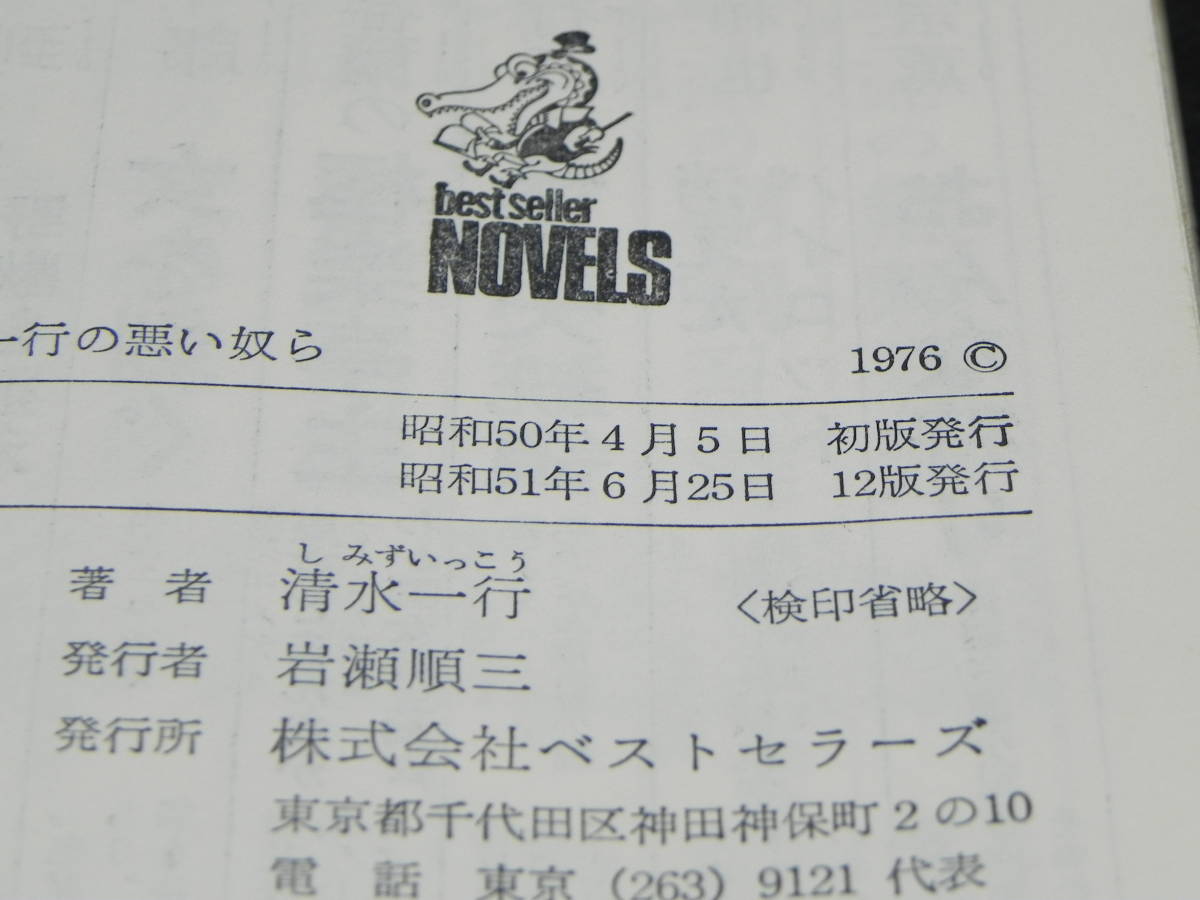 best seller
NOVELS
一行の悪い奴ら 1976 ©
昭和50年4月5日 初版発行
昭和51年6月25日 12版発行
しみずいっこう
著者 清水一行 〈検印省略〉
発行者 岩瀬順三
発行所 株式会社ベストセラーズ
東京都千代田区神田神保町2の10
電話 東京 (263) 9121 代表